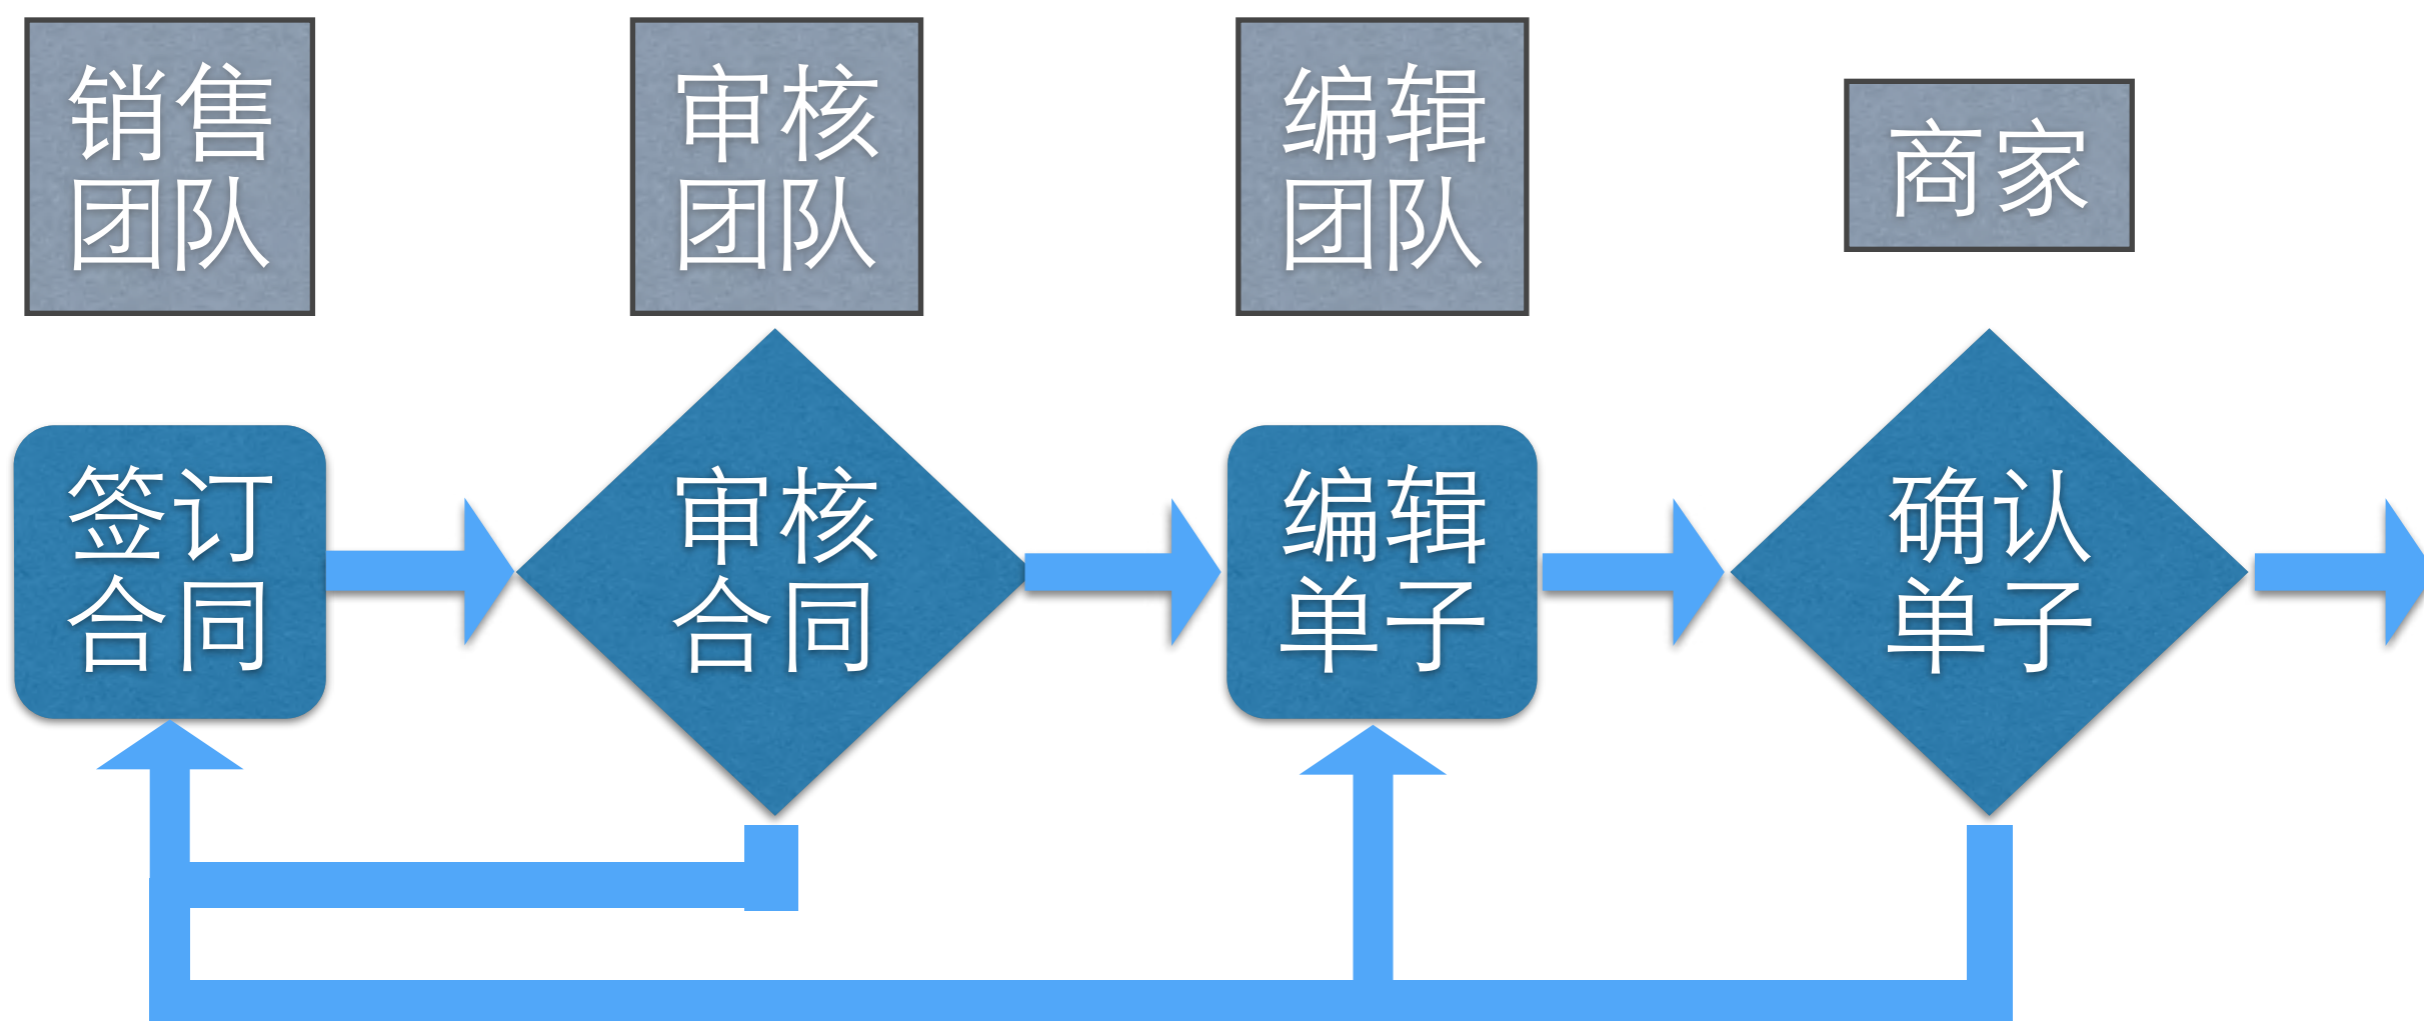 销售
团队
审核
团队
编辑
团队
商家
签订
合同
审核
合同
编辑
单子
确认
单子